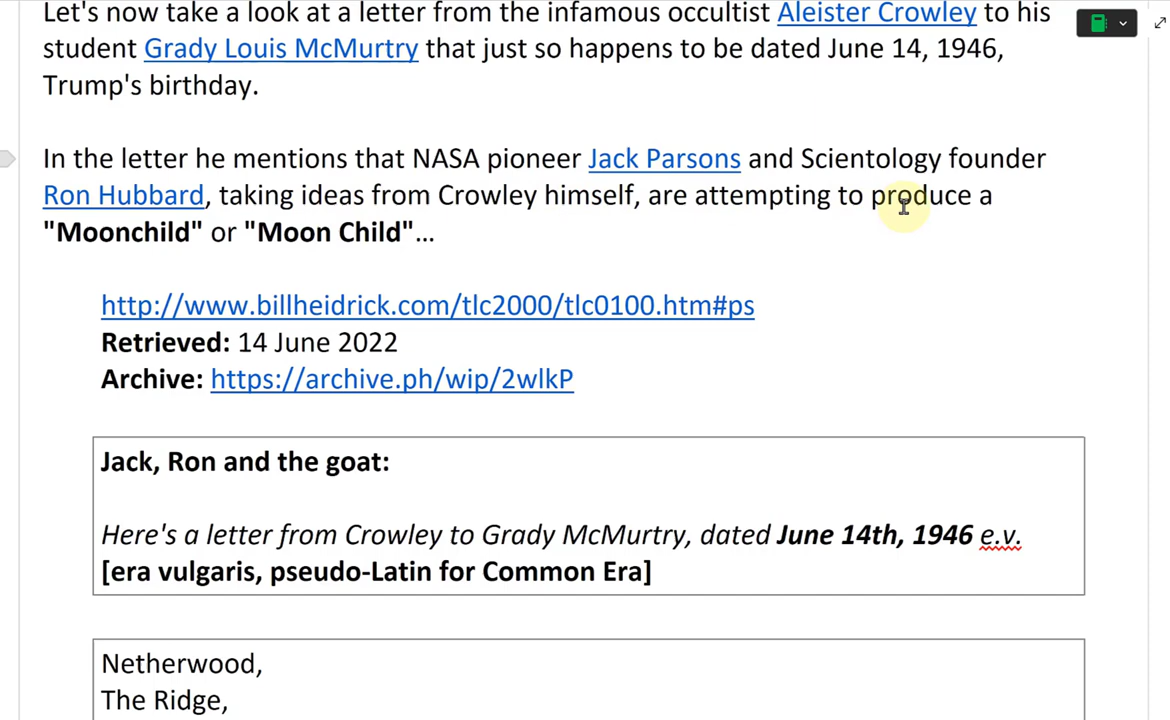 Let's now take a look at a letter from the infamous occultist Aleister Crowley to his
student Grady Louis McMurtry that just so happens to be dated June 14, 1946,
Trump's birthday.
In the letter he mentions that NASA pioneer Jack Parsons and Scientology founder
Ron Hubbard, taking ideas from Crowley himself, are attempting to produce a
"Moonchild" or "Moon Child"...
http://www.billheidrick.com/tlc2000/tlc0100.htm#ps
Retrieved: 14 June 2022
Archive: https://archive.ph/wip/2wlkP
Jack, Ron and the goat:
Here's a letter from Crowley to Grady McMurtry, dated June 14th, 1946 e.v.
[era vulgaris, pseudo-Latin for Common Era]
Netherwood,
The Ridge,